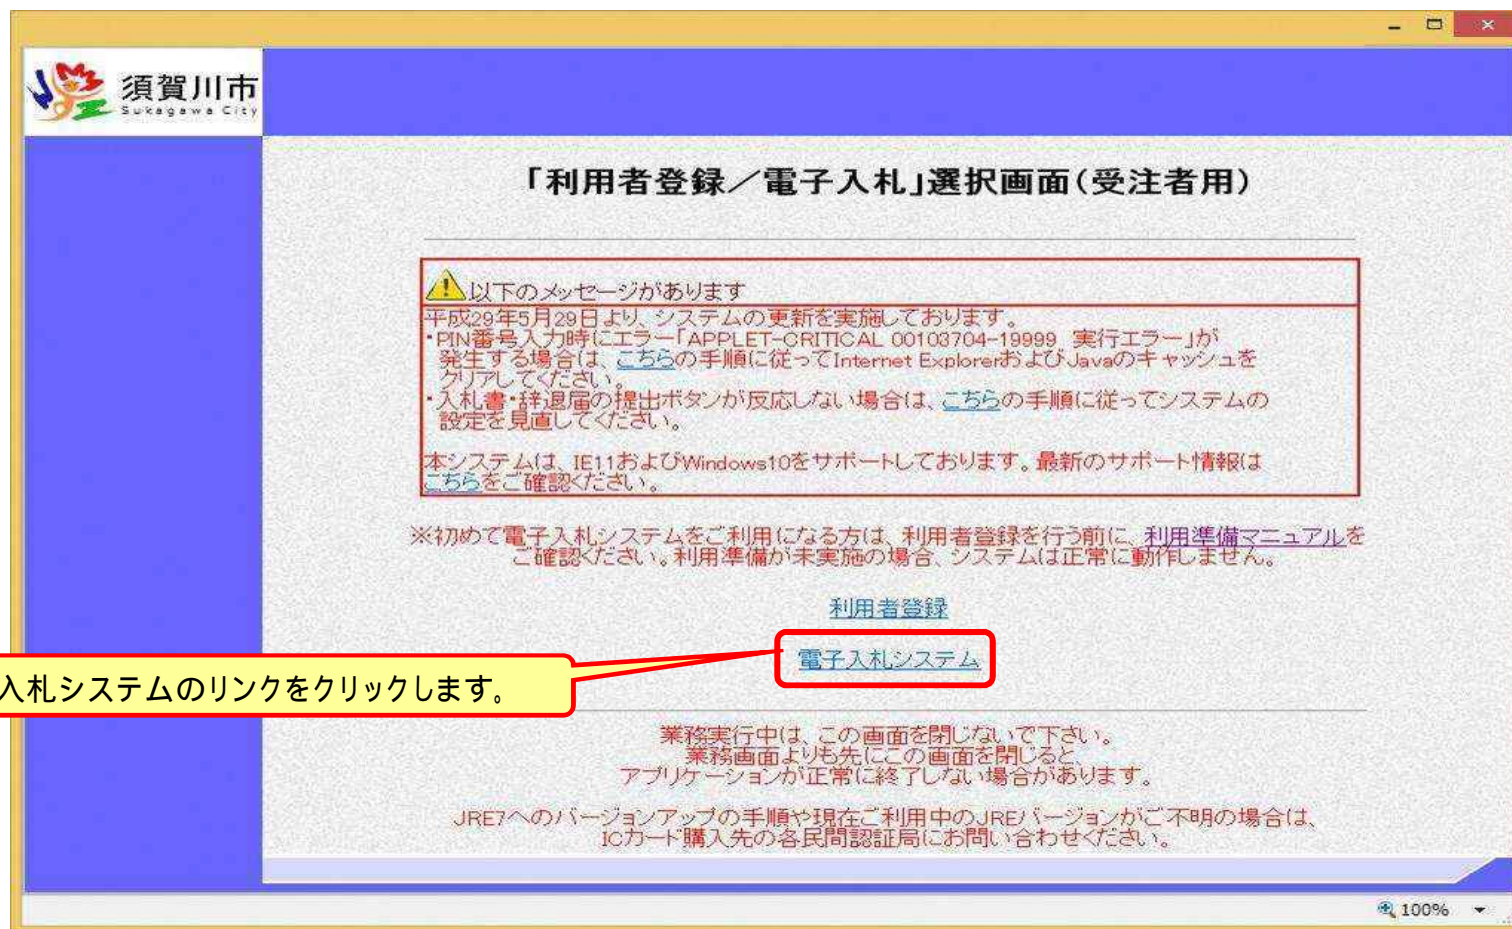 須賀川市
Sukagawa City
「利用者登録／電子入札」選択画面(受注者用)
以下のメッセージがあります
平成29年5月29日より、システムの更新を実施しております。
・PIN番号入力時にエラー「APPLET-CRITICAL 00103704-19999 実行エラー」が
発生する場合は、こちらの手順に従ってInternet ExplorerおよびJavaのキャッシュを
クリアしてください。
・入札書・辞退届の提出ボタンが反応しない場合は、こちらの手順に従ってシステムの
設定を見直してください。
本システムは、IE11およびWindows10をサポートしております。最新のサポート情報は
こちらをご確認ください。
※初めて電子入札システムをご利用になる方は、利用者登録を行う前に、利用準備マニュアルを
ご確認ください。利用準備が未実施の場合、システムは正常に動作しません。
利用者登録
電子入札システム
入札システムのリンクをクリックします。
業務実行中は、この画面を閉じないで下さい。
業務画面よりも先にこの画面を閉じると、
アプリケーションが正常に終了しない場合があります。
JRE7へのバージョンアップの手順や現在ご利用中のJREバージョンがご不明の場合は、
ICカード購入先の各民間認証局にお問い合わせください。
100%